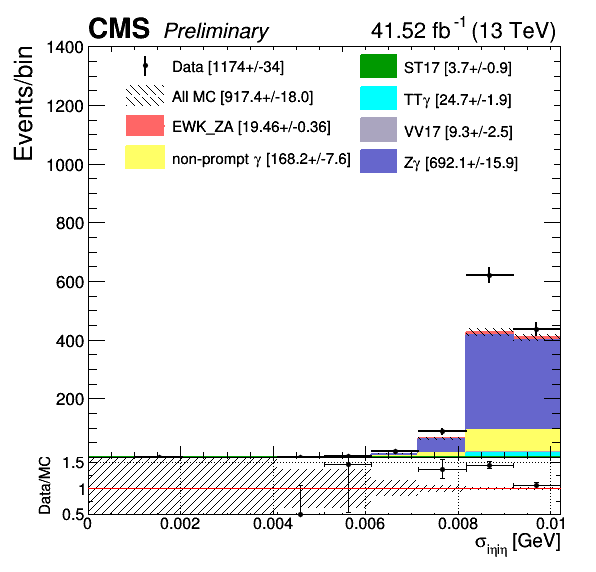 CMS Preliminary 41.52 fb⁻¹ (13 TeV)
Events/bin
1400
1200
1000
800
600
400
200
Data [1174+/-34]
All MC [917.4+/-18.0]
EWK_ZA [19.46+/-0.36]
non-prompt γ [168.2+/-7.6]
ST17 [3.7+/-0.9]
TTγ [24.7+/-1.9]
VV17 [9.3+/-2.5]
Zγ [692.1+/-15.9]
Data/MC
1.5
1
0.5
0 0.002 0.004 0.006 0.008 0.01
σiηiη [GeV]